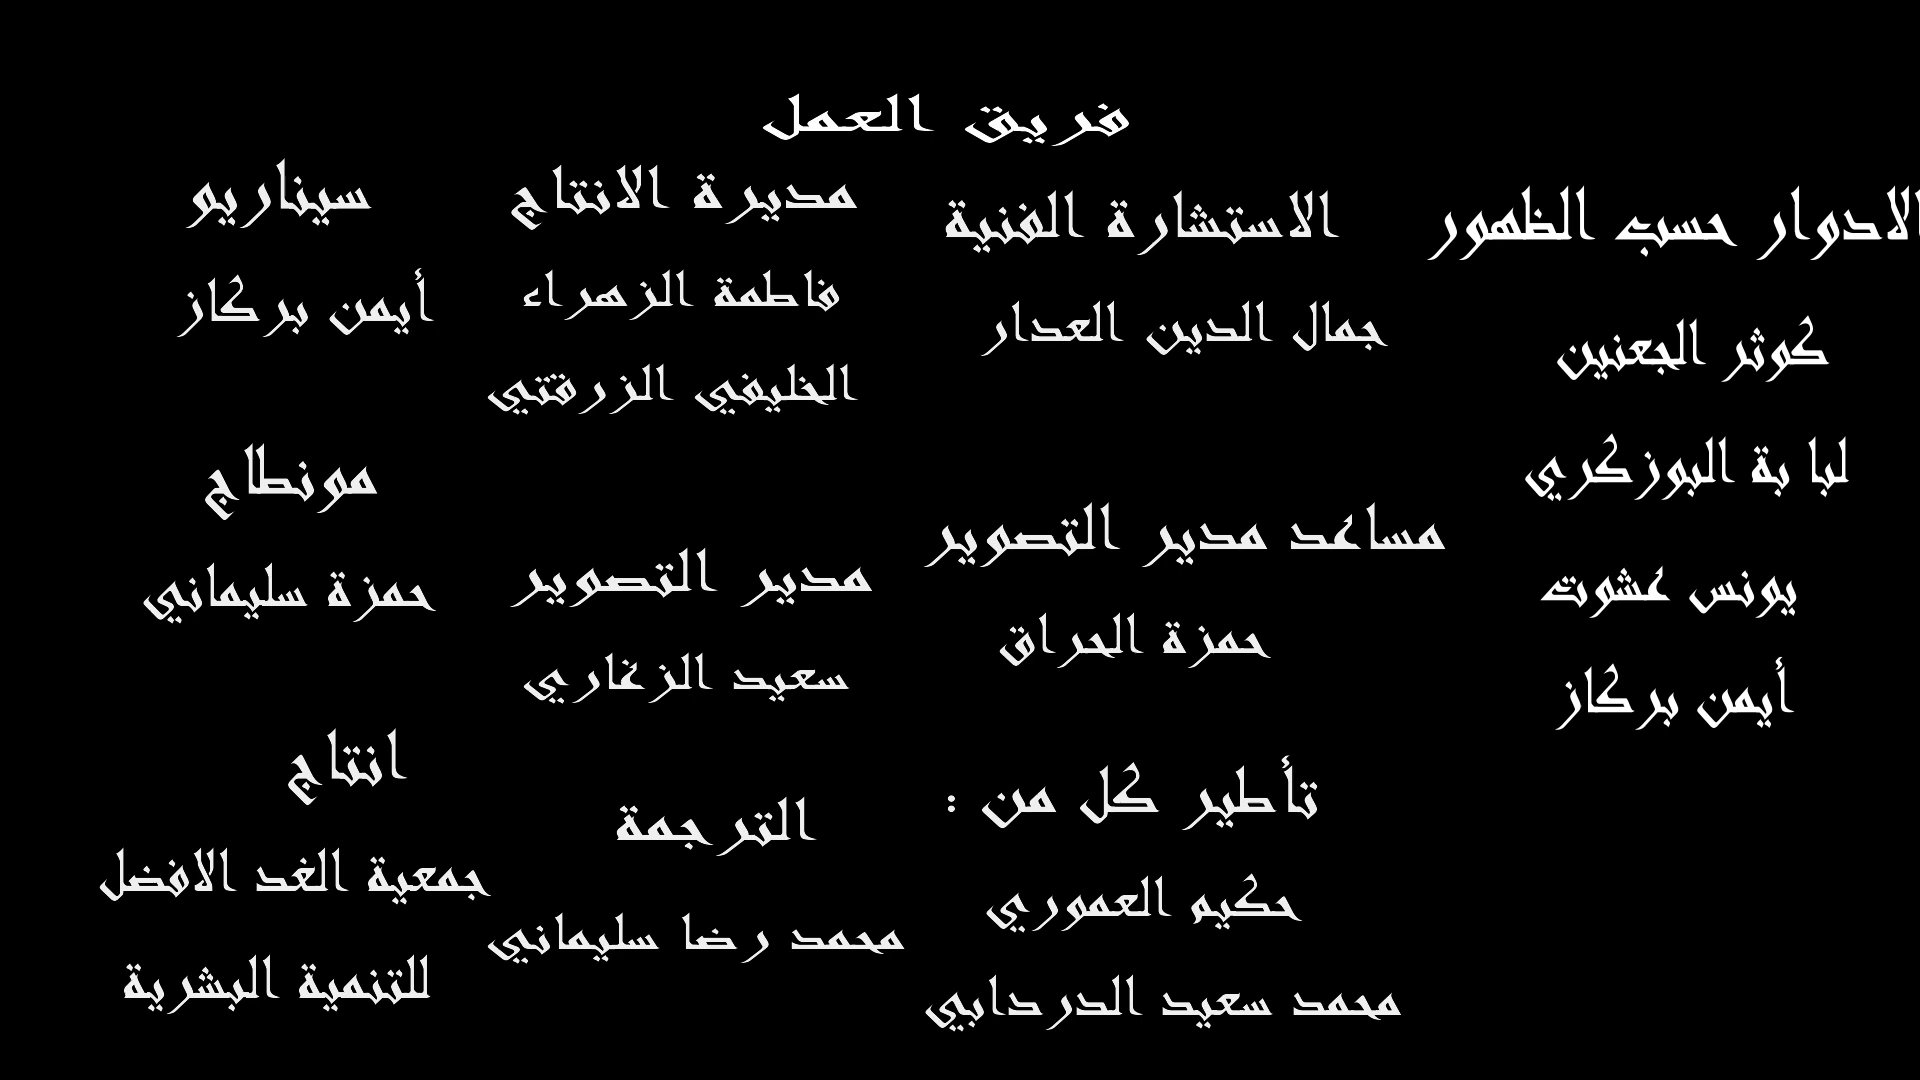 فريق العمل
الادوار حسب الظهور
كوثر الجعنين
لبا بة البوزكري
يونس عشوت
أيمن بركاز
الاستشارة الفنية
جمال الدين العدار
مساعد مدير التصوير
حمزة الحراق
تأطير كل من :
حكيم العموري
محمد سعيد الدردابي
مديرة الانتاج
فاطمة الزهراء
الخليفي الزرقتي
مدير التصوير
سعيد الزغاري
الترجمة
محمد رضا سليماني
سيناريو
أيمن بركاز
مونطاج
حمزة سليماني
انتاج
جمعية الغد الافضل
للتنمية البشرية